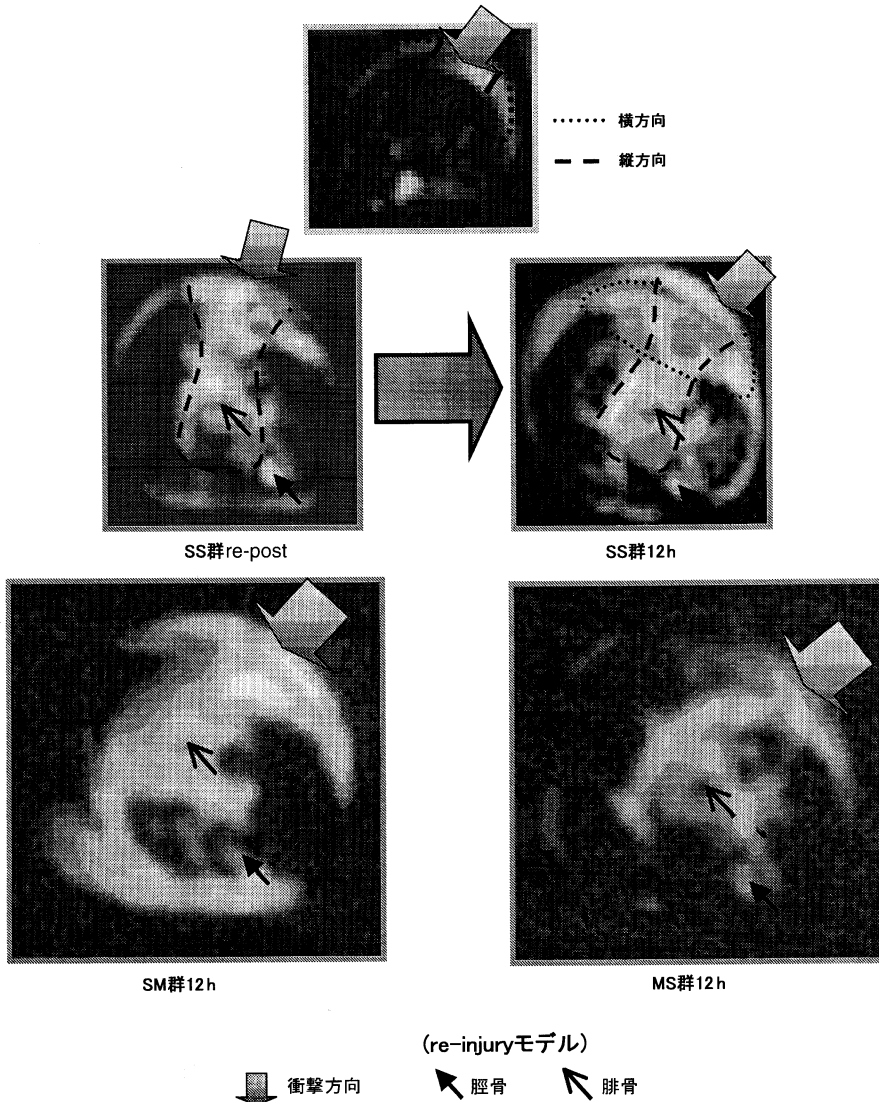 横方向
縦方向
SS群re-post
SS群12h
SM群12h
MS群12h
(re-injuryモデル)
衝撃方向
脛骨
腓骨